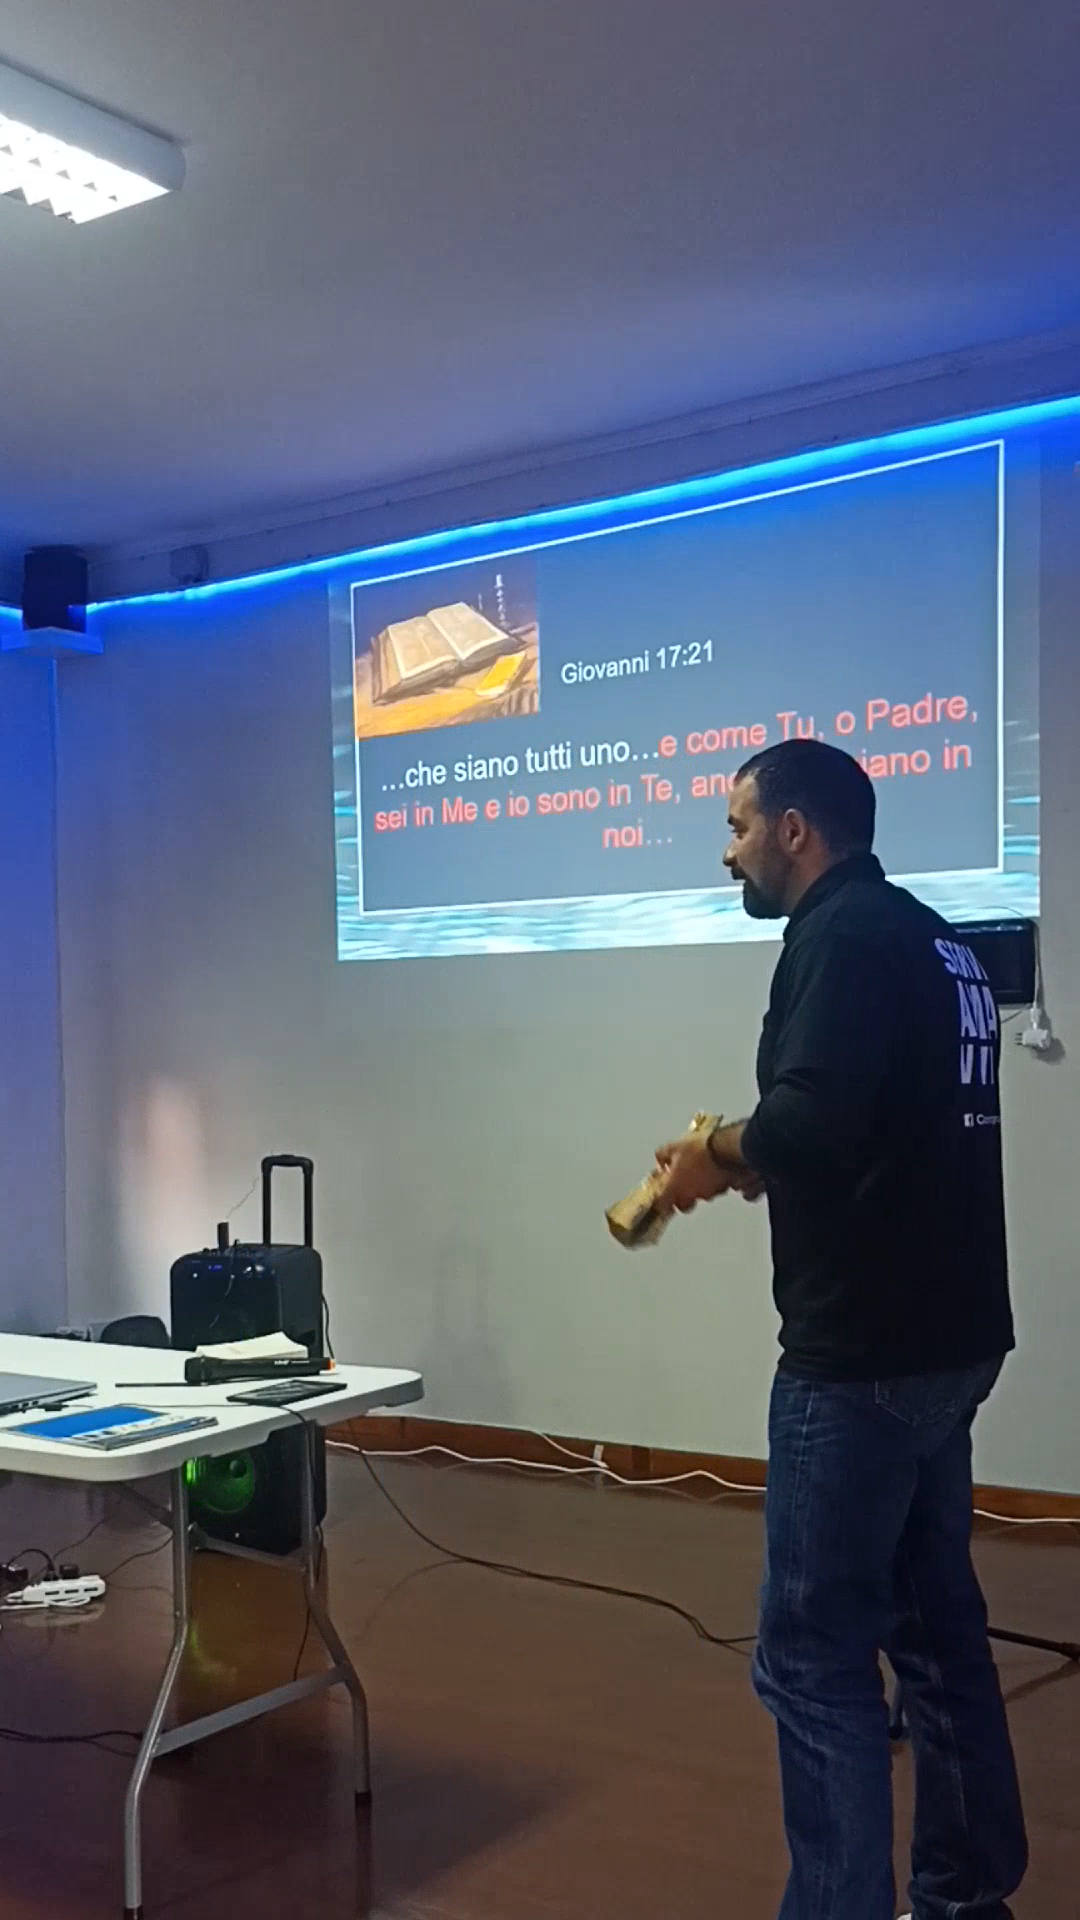 Giovanni 17:21
...che siano tutti uno...e come Tu, o Padre,
sei in Me e io sono in Te, anc iano in
noi...